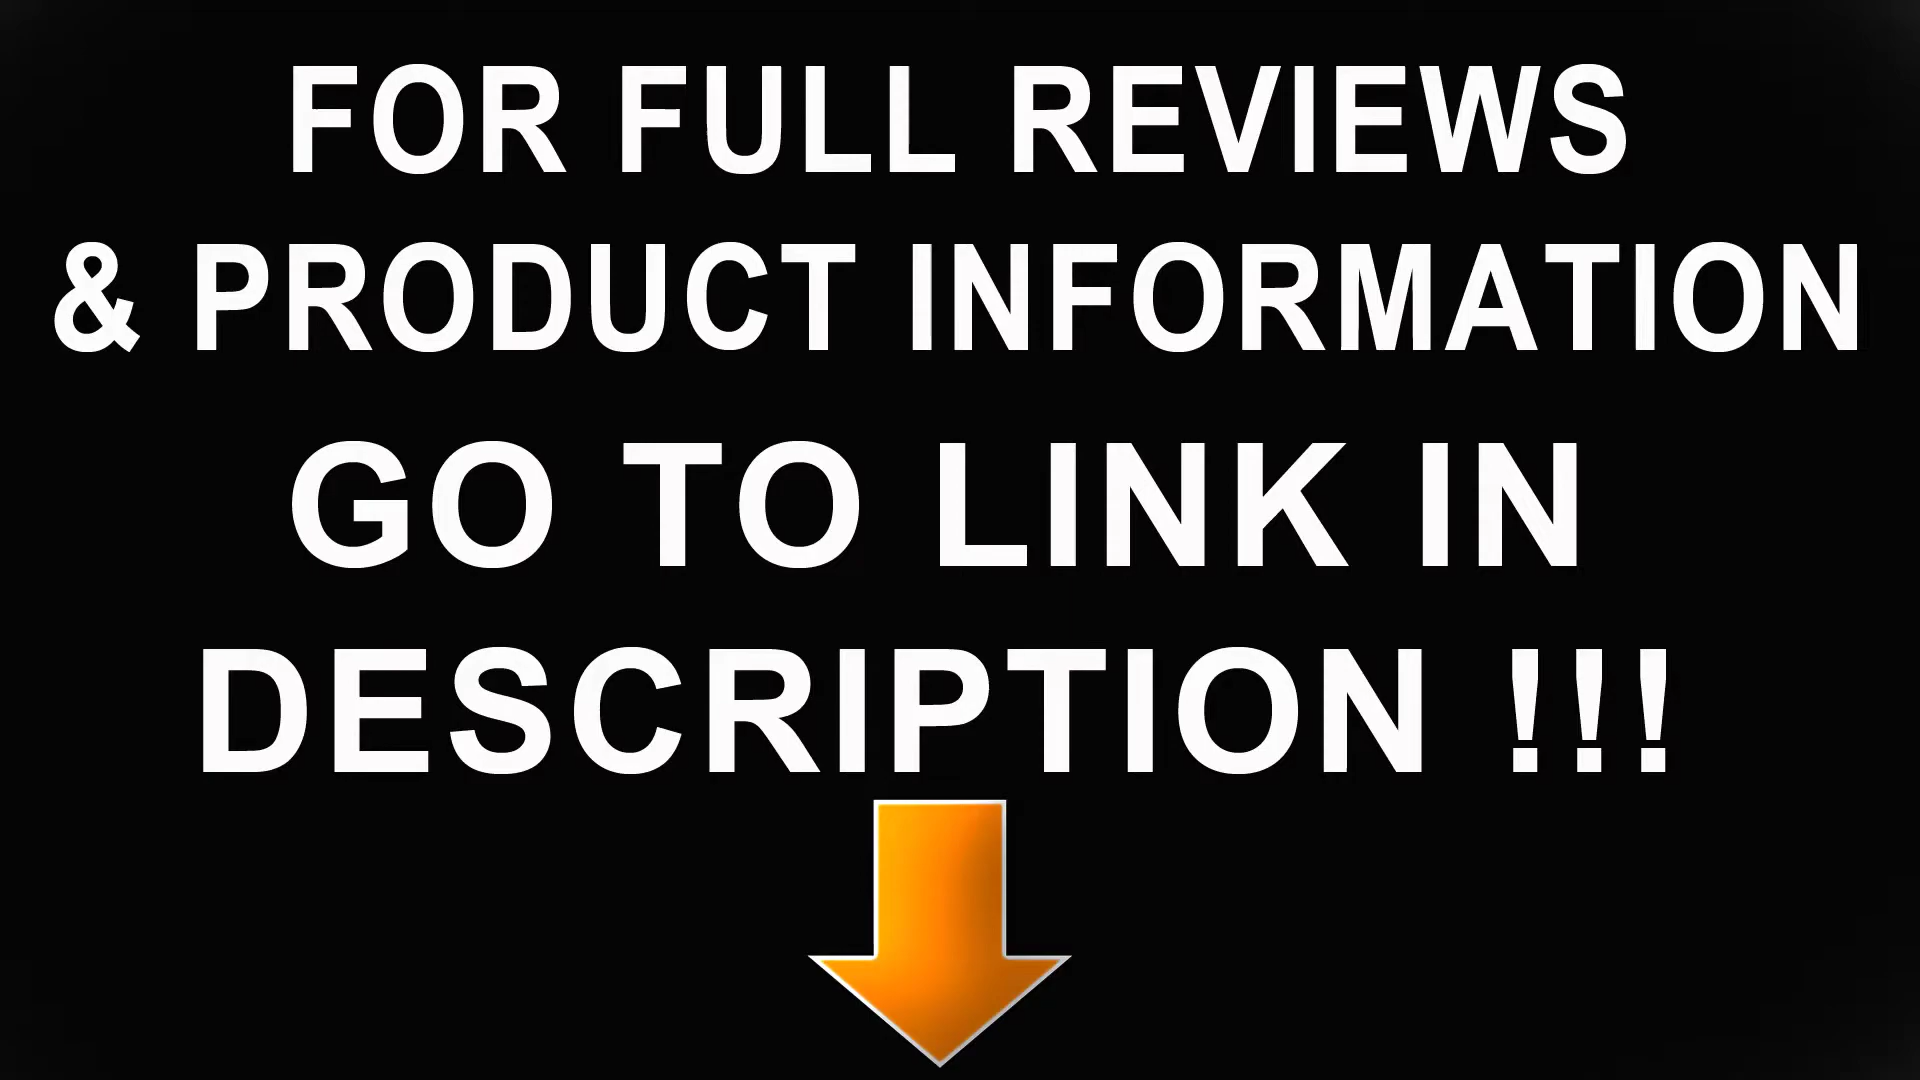 FOR FULL REVIEWS
& PRODUCT INFORMATION
GO TO LINK IN
DESCRIPTION !!!